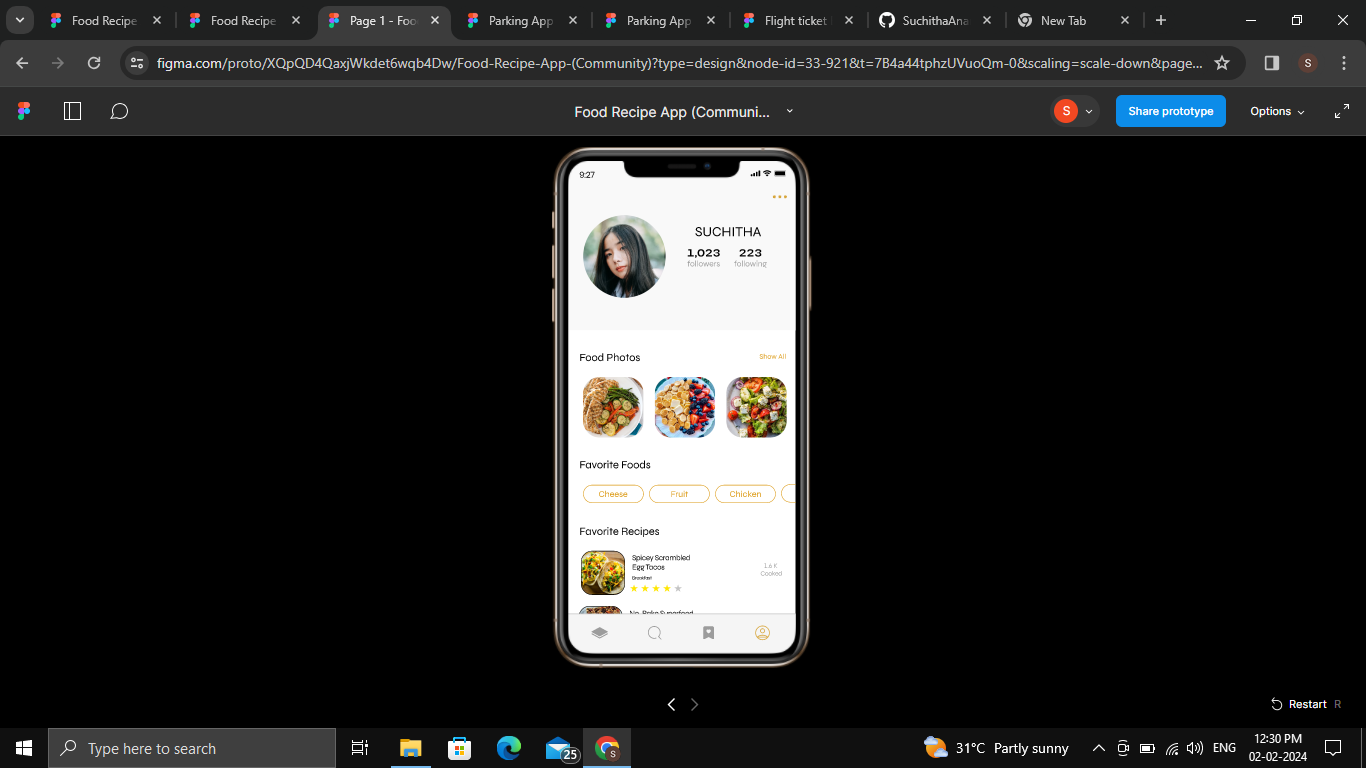 Food Recipe
Food Recipe
Page 1 - Foo
Parking App
Parking App
Flight ticket
SuchithaAna
New Tab
figma.com/proto/XQpQD4QaxjWkdet6wqb4Dw/Food-Recipe-App-(Community)?type=design&node-id=33-921&t=7B4a44tphzUVuoQm-0&scaling=scale-down&page...
S
Food Recipe App (Communi...
S
Share prototype
Options
9:27
SUCHITHA
1,023 223
followers following
Food Photos Show All
Favorite Foods
Cheese Fruit Chicken
Favorite Recipes
Spicey Scrambled
Egg Tacos
Breakfast
1.6 K
Cooked
No-Bake Superfood
Restart R
Type here to search
25
S
31°C Partly sunny
ENG
12:30 PM
02-02-2024